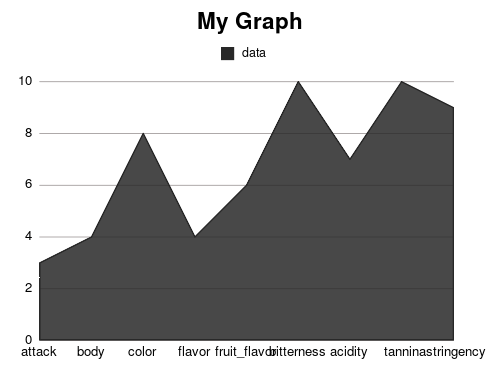 My Graph
data
10
8
6
4
2
0
attack body color flavor fruit_flavor bitterness acidity tannin astringency